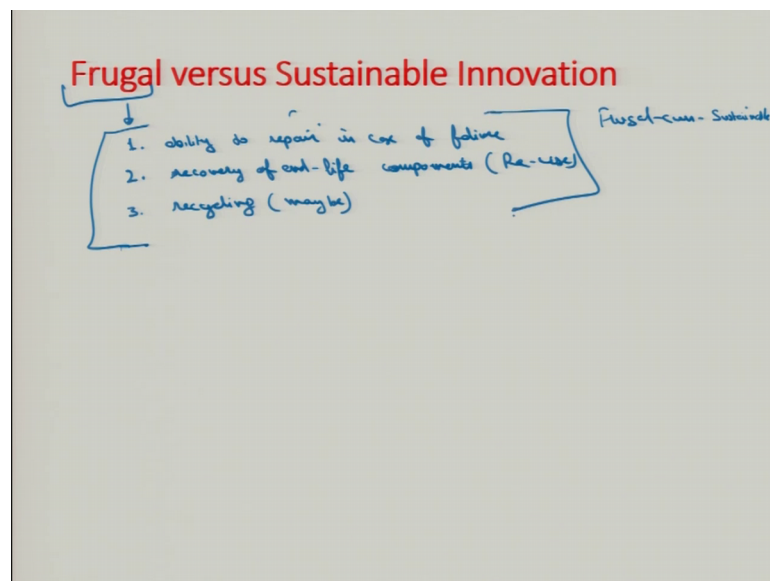 Frugal versus Sustainable Innovation
Frugal-cum-Sustainable
1. ability to repair in case of failure
2. recovery of end-life components (Re-use)
3. recycling (maybe)